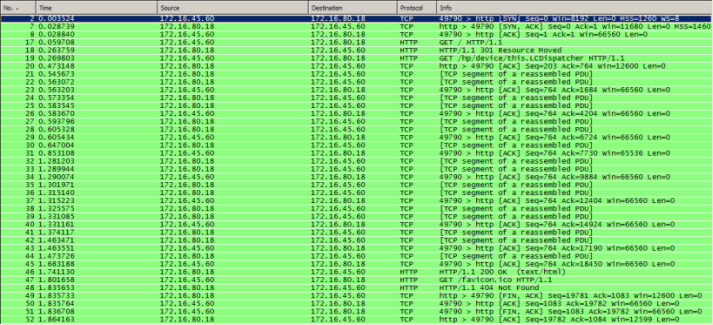 No. Time Source Destination Protocol Info
2 0.003524 172.16.45.60 172.16.80.18 TCP 49790 > http [SYN] Seq=0 Win=8192 Len=0 MSS=1260 WS=8
7 0.028739 172.16.80.18 172.16.45.60 TCP http > 49790 [SYN, ACK] Seq=0 Ack=1 Win=11680 Len=0 MSS=1460
8 0.028840 172.16.45.60 172.16.80.18 TCP 49790 > http [ACK] Seq=1 Ack=1 Win=66560 Len=0
17 0.059708 172.16.45.60 172.16.80.18 HTTP GET / HTTP/1.1
18 0.263759 172.16.80.18 172.16.45.60 HTTP HTTP/1.1 301 Resource Moved
19 0.269803 172.16.45.60 172.16.80.18 HTTP GET /hp/device/this.LCDispatcher HTTP/1.1
20 0.473148 172.16.80.18 172.16.45.60 TCP http > 49790 [ACK] Seq=203 Ack=764 Win=12600 Len=0
21 0.545673 172.16.80.18 172.16.45.60 TCP [TCP segment of a reassembled PDU]
22 0.563072 172.16.80.18 172.16.45.60 TCP [TCP segment of a reassembled PDU]
23 0.563203 172.16.45.60 172.16.80.18 TCP 49790 > http [ACK] Seq=764 Ack=1684 Win=66560 Len=0
24 0.573354 172.16.80.18 172.16.45.60 TCP [TCP segment of a reassembled PDU]
25 0.583545 172.16.80.18 172.16.45.60 TCP [TCP segment of a reassembled PDU]
26 0.583670 172.16.45.60 172.16.80.18 TCP 49790 > http [ACK] Seq=764 Ack=4204 Win=66560 Len=0
27 0.593796 172.16.80.18 172.16.45.60 TCP [TCP segment of a reassembled PDU]
28 0.605328 172.16.80.18 172.16.45.60 TCP [TCP segment of a reassembled PDU]
29 0.605434 172.16.45.60 172.16.80.18 TCP 49790 > http [ACK] Seq=764 Ack=6724 Win=66560 Len=0
30 0.647004 172.16.80.18 172.16.45.60 TCP [TCP segment of a reassembled PDU]
31 0.853108 172.16.45.60 172.16.80.18 TCP 49790 > http [ACK] Seq=764 Ack=7730 Win=65536 Len=0
32 1.281203 172.16.80.18 172.16.45.60 TCP [TCP segment of a reassembled PDU]
33 1.289944 172.16.80.18 172.16.45.60 TCP [TCP segment of a reassembled PDU]
34 1.290074 172.16.45.60 172.16.80.18 TCP 49790 > http [ACK] Seq=764 Ack=9884 Win=66560 Len=0
35 1.301971 172.16.80.18 172.16.45.60 TCP [TCP segment of a reassembled PDU]
36 1.315140 172.16.80.18 172.16.45.60 TCP [TCP segment of a reassembled PDU]
37 1.315223 172.16.45.60 172.16.80.18 TCP 49790 > http [ACK] Seq=764 Ack=12404 Win=66560 Len=0
38 1.325575 172.16.80.18 172.16.45.60 TCP [TCP segment of a reassembled PDU]
39 1.331085 172.16.80.18 172.16.45.60 TCP [TCP segment of a reassembled PDU]
40 1.331161 172.16.45.60 172.16.80.18 TCP 49790 > http [ACK] Seq=764 Ack=14924 Win=66560 Len=0
41 1.374117 172.16.80.18 172.16.45.60 TCP [TCP segment of a reassembled PDU]
42 1.463471 172.16.80.18 172.16.45.60 TCP [TCP segment of a reassembled PDU]
43 1.463551 172.16.45.60 172.16.80.18 TCP 49790 > http [ACK] Seq=764 Ack=17190 Win=66560 Len=0
44 1.473726 172.16.80.18 172.16.45.60 TCP [TCP segment of a reassembled PDU]
45 1.683188 172.16.45.60 172.16.80.18 TCP 49790 > http [ACK] Seq=764 Ack=18450 Win=66560 Len=0
46 1.741130 172.16.80.18 172.16.45.60 HTTP HTTP/1.1 200 OK (text/html)
47 1.801658 172.16.45.60 172.16.80.18 HTTP GET /favicon.ico HTTP/1.1
48 1.835653 172.16.80.18 172.16.45.60 HTTP HTTP/1.1 404 Not Found
49 1.835733 172.16.80.18 172.16.45.60 TCP http > 49790 [FIN, ACK] Seq=19781 Ack=1083 Win=12600 Len=0
50 1.835764 172.16.45.60 172.16.80.18 TCP 49790 > http [ACK] Seq=1083 Ack=19782 Win=66560 Len=0
51 1.836708 172.16.45.60 172.16.80.18 TCP 49790 > http [FIN, ACK] Seq=1083 Ack=19782 Win=66560 Len=0
52 1.864163 172.16.80.18 172.16.45.60 TCP http > 49790 [ACK] Seq=19782 Ack=1084 Win=12599 Len=0